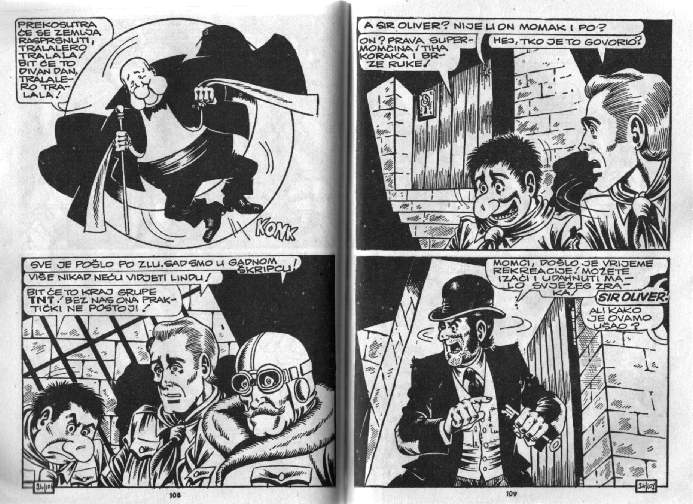 PREKOSUTRA
ĆE SE ZEMLJA
RASPRSNUTI,
TRALALERO
TRALALA!
BIT ĆE TO
DIVAN DAN,
TRALALE-
RO TRA-
LALA!
KONK
SVE JE POŠLO PO ZLU. SAD SMO U GADNOM
ŠKRIPCU!
VIŠE NIKAD NEĆU VIDJETI LINDU!
BIT ĆE TO KRAJ GRUPE
TNT! BEZ NAS ONA PRAK-
TIČKI NE POSTOJI!
108
A SIR OLIVER? NIJE LI ON MOMAK I PO?
ON? PRAVA SUPER-
MOMČINA! TIHA
KORAKA I BR-
ZE RUKE!
HEJ, TKO JE TO GOVORIO?
MOMCI, DOŠLO JE VRIJEME
REKREACIJE! MOŽETE
IZAĆI I UDAHNUTI MA-
LO SVJEŽEG ZRA-
KA!
SIR OLIVER!
ALI KAKO
JE OVAMO
UŠAO?
109